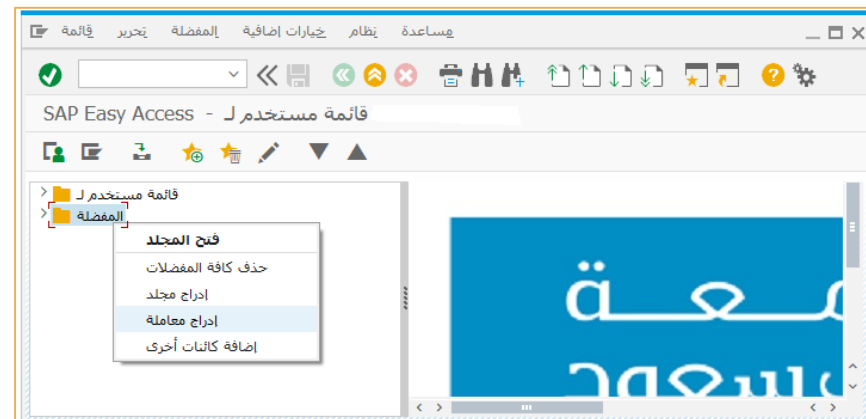 قائمة تحرير المفضلة خيارات إضافية نظام مساعدة
SAP Easy Access - قائمة مستخدم لـ
قائمة مستخدم لـ
المفضلة
فتح المجلد
حذف كافة المفضلات
إدراج مجلد
إدراج معاملة
إضافة كائنات أخرى